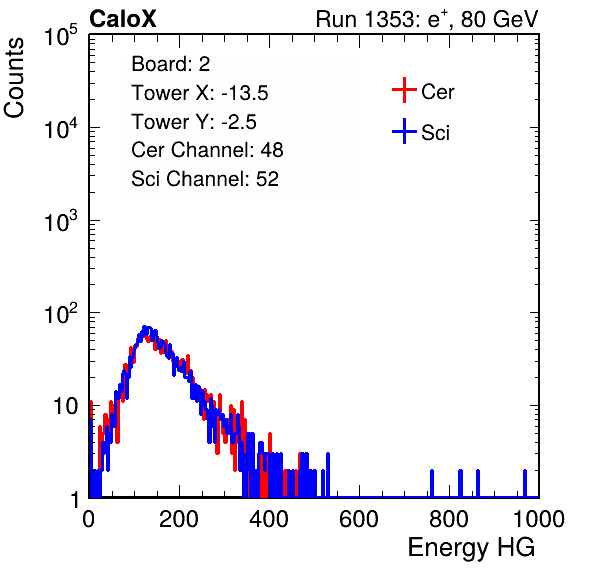 CaloX Run 1353: e⁺, 80 GeV
Counts
10⁵
10⁴
10³
10²
10
1
Board: 2
Tower X: -13.5
Tower Y: -2.5
Cer Channel: 48
Sci Channel: 52
Cer
Sci
0 200 400 600 800 1000
Energy HG